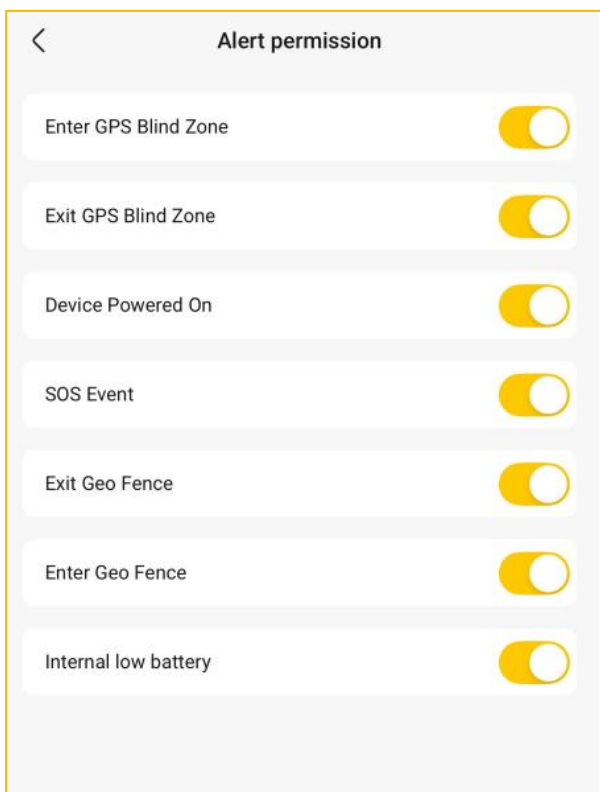 Alert permission
Enter GPS Blind Zone
Exit GPS Blind Zone
Device Powered On
SOS Event
Exit Geo Fence
Enter Geo Fence
Internal low battery